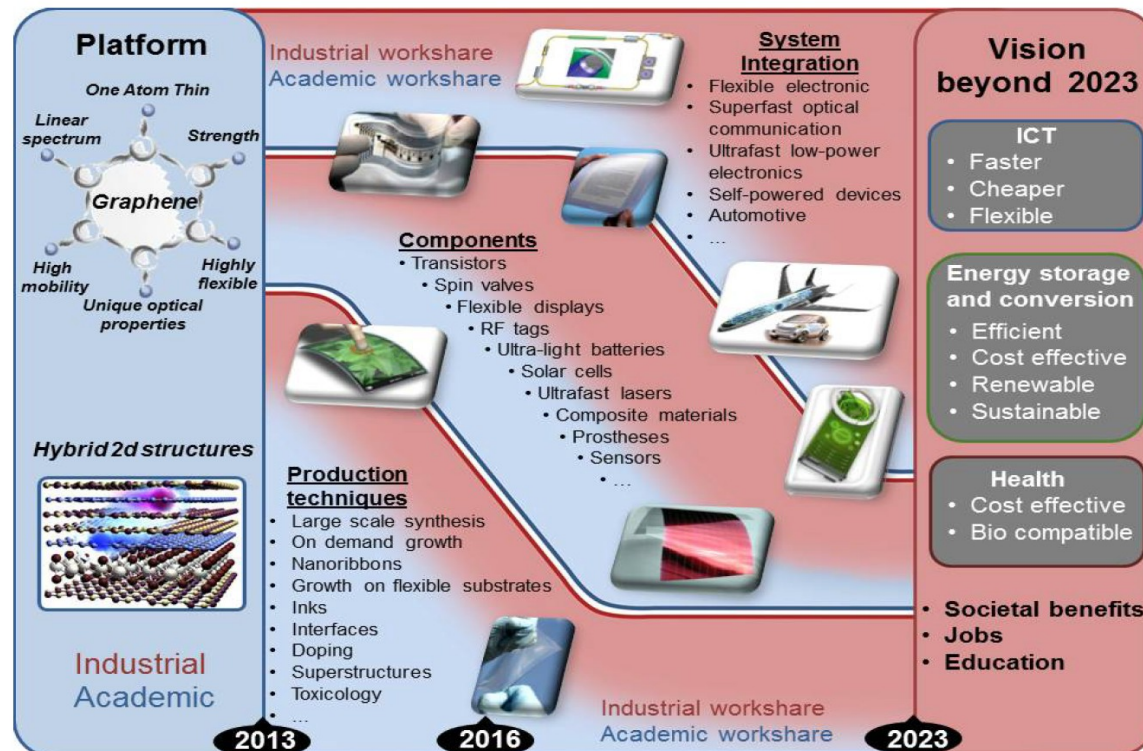 Platform
One Atom Thin
Linear
spectrum
Strength
Graphene
High
mobility
Highly
flexible
Unique optical
properties
Hybrid 2d structures
Industrial
Academic
Industrial workshare
Academic workshare
System
Integration
• Flexible electronic
• Superfast optical
communication
• Ultrafast low-power
electronics
• Self-powered devices
• Automotive
• ...
Components
• Transistors
• Spin valves
• Flexible displays
• RF tags
• Ultra-light batteries
• Solar cells
• Ultrafast lasers
• Composite materials
• Prostheses
• Sensors
• ...
Production
techniques
• Large scale synthesis
• On demand growth
• Nanoribbons
• Growth on flexible substrates
• Inks
• Interfaces
• Doping
• Superstructures
• Toxicology
• ...
Industrial workshare
Academic workshare
Vision
beyond 2023
ICT
• Faster
• Cheaper
• Flexible
Energy storage
and conversion
• Efficient
• Cost effective
• Renewable
• Sustainable
Health
• Cost effective
• Bio compatible
• Societal benefits
• Jobs
• Education
2013
2016
2023